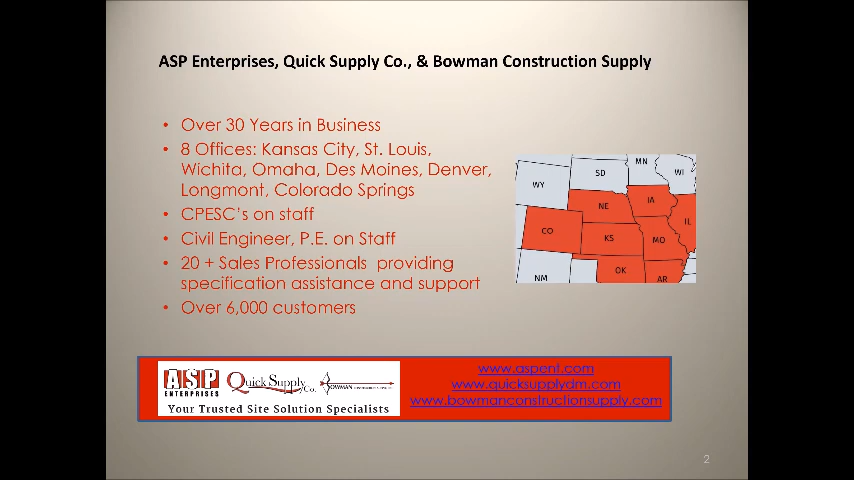 ASP Enterprises, Quick Supply Co., & Bowman Construction Supply
• Over 30 Years in Business
• 8 Offices: Kansas City, St. Louis,
Wichita, Omaha, Des Moines, Denver,
Longmont, Colorado Springs
• CPESC's on staff
• Civil Engineer, P.E. on Staff
• 20 + Sales Professionals providing
specification assistance and support
• Over 6,000 customers
MN
SD
WI
WY
IA
NE
IL
CO
KS
MO
OK
NM
AR
ASP
ENTERPRISES
Quick Supply Co.
BOWMAN CONSTRUCTION SUPPLY
Your Trusted Site Solution Specialists
www.aspent.com
www.quicksupplydm.com
www.bowmanconstructionsupply.com
2